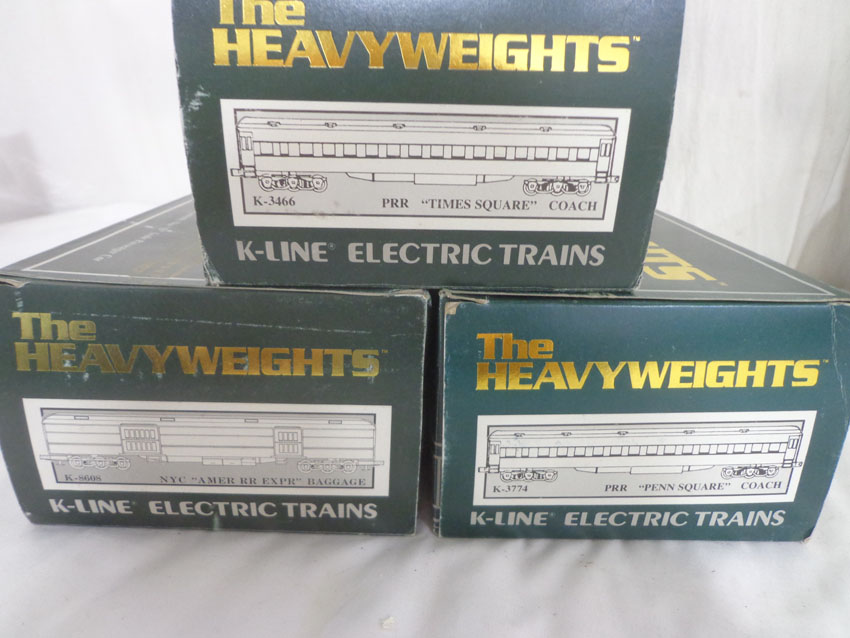 The
HEAVYWEIGHTS™
K-3466 PRR "TIMES SQUARE" COACH
K-LINE® ELECTRIC TRAINS
The
HEAVYWEIGHTS™
K-8608 NYC "AMER RR EXPR" BAGGAGE
K-LINE® ELECTRIC TRAINS
The
HEAVYWEIGHTS™
K-3774 PRR "PENN SQUARE" COACH
K-LINE® ELECTRIC TRAINS